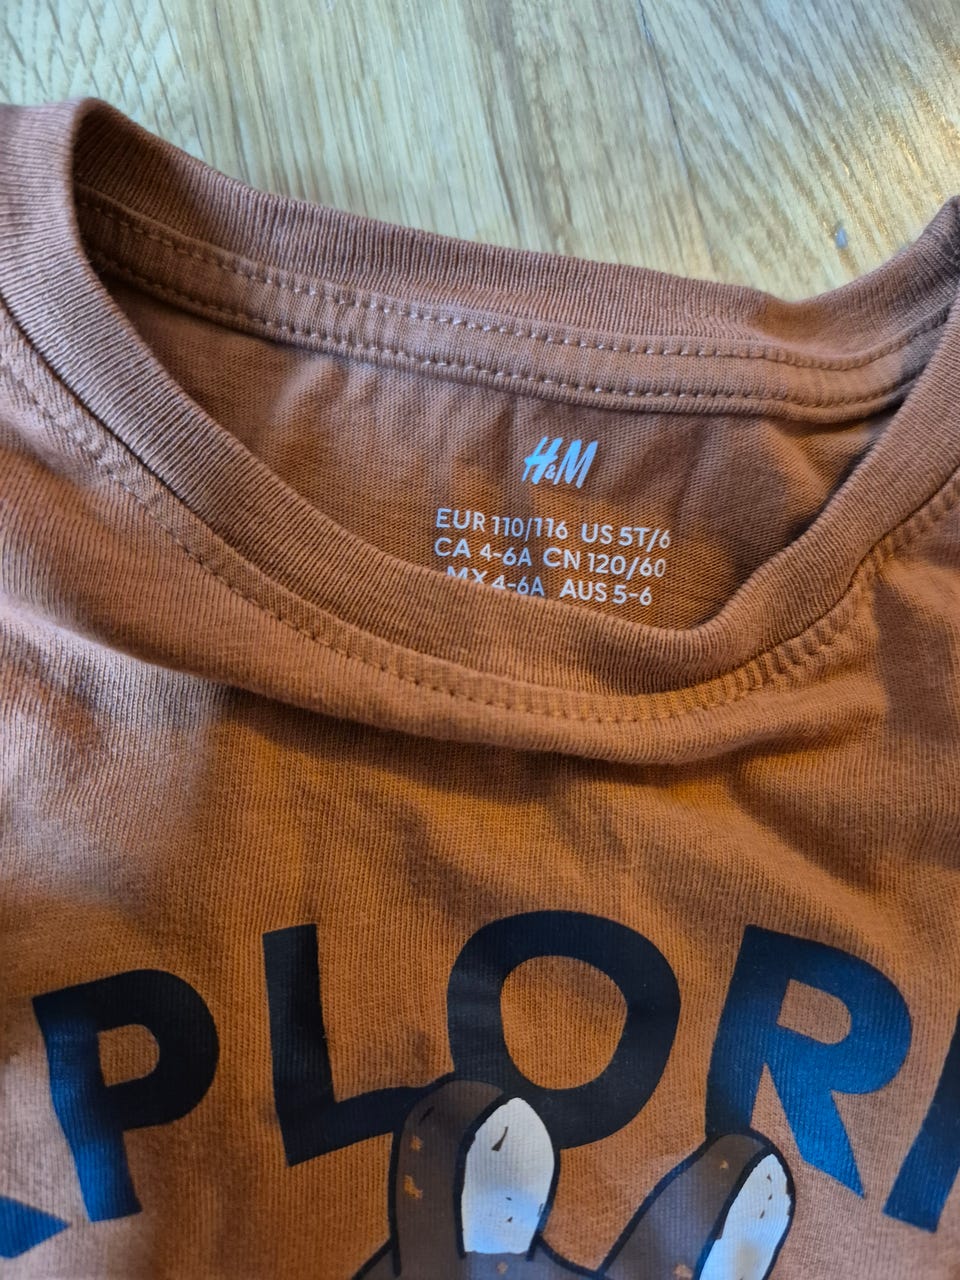 H&M
EUR 110/116 US 5T/6
CA 4-6A CN 120/60
MX 4-6A AUS 5-6
PLOR